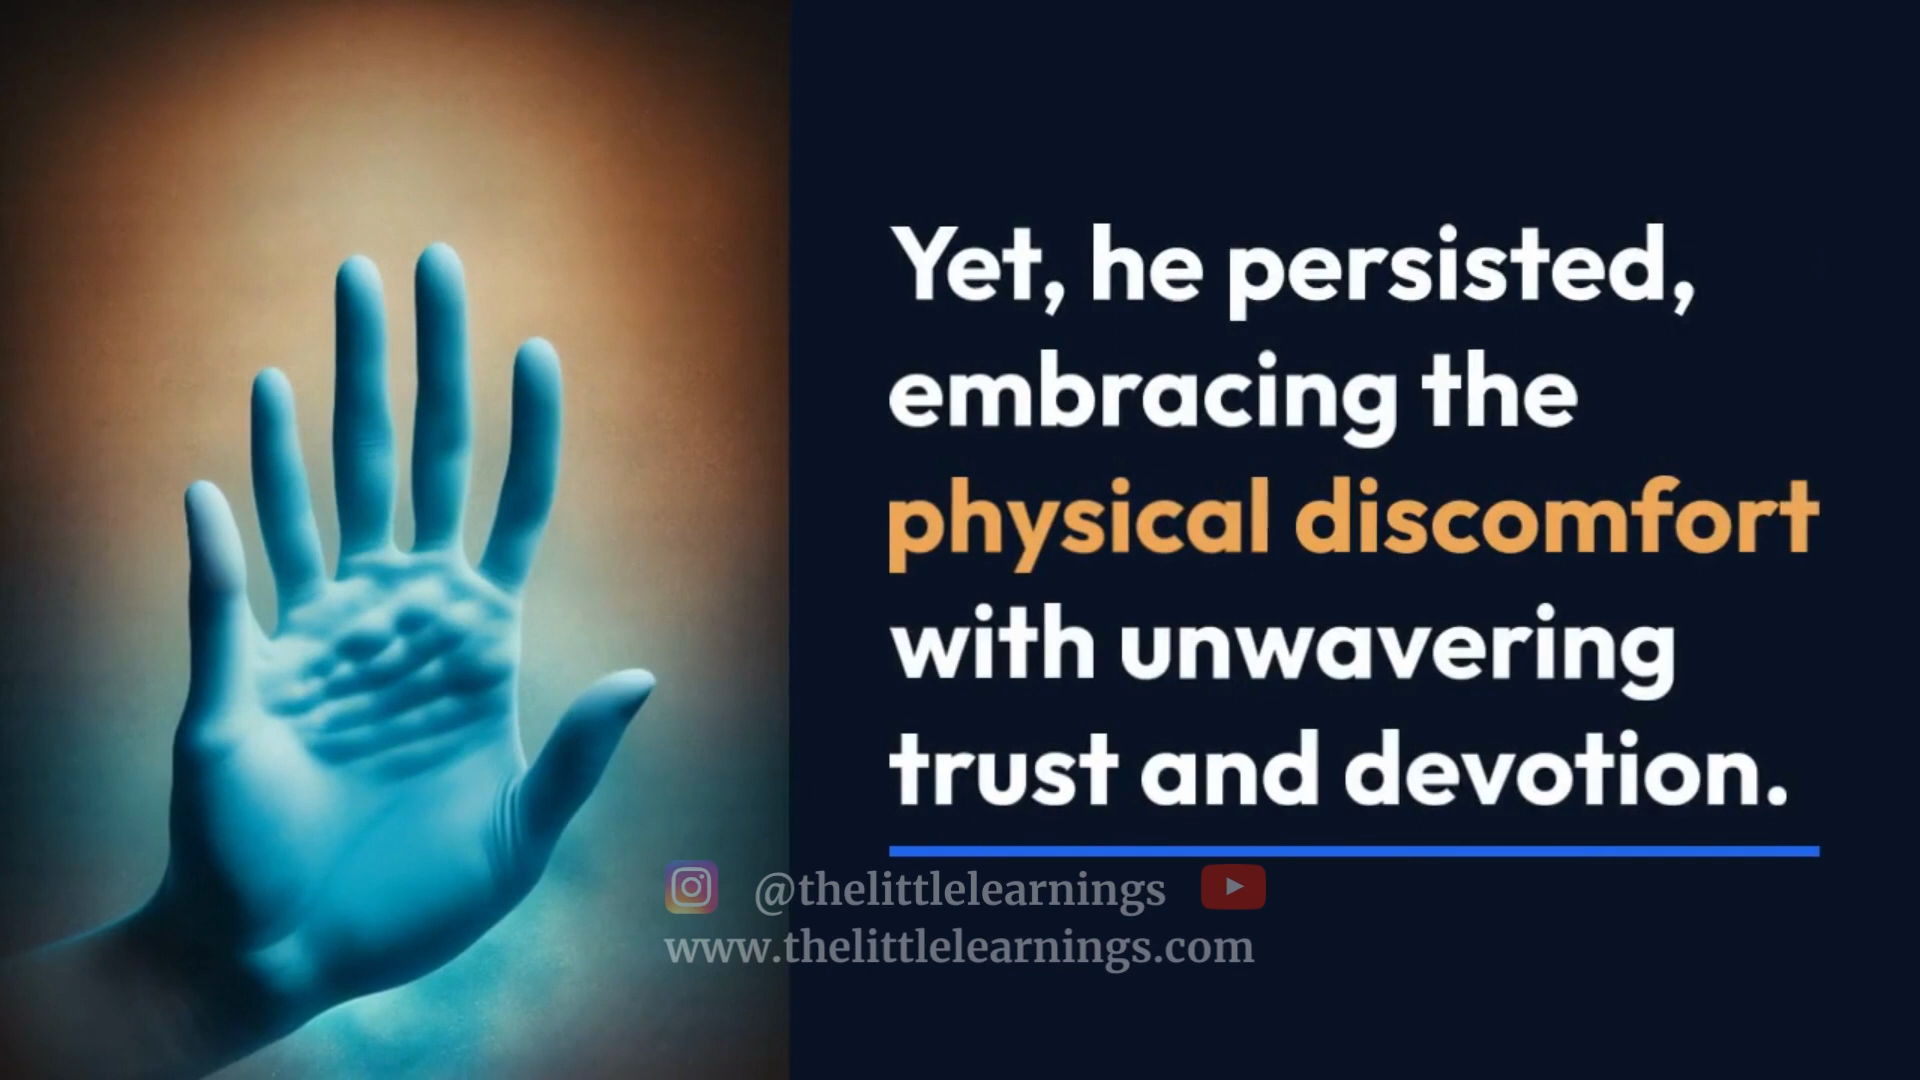 Yet, he persisted,
embracing the
physical discomfort
with unwavering
trust and devotion.
@thelittlelearnings
www.thelittlelearnings.com